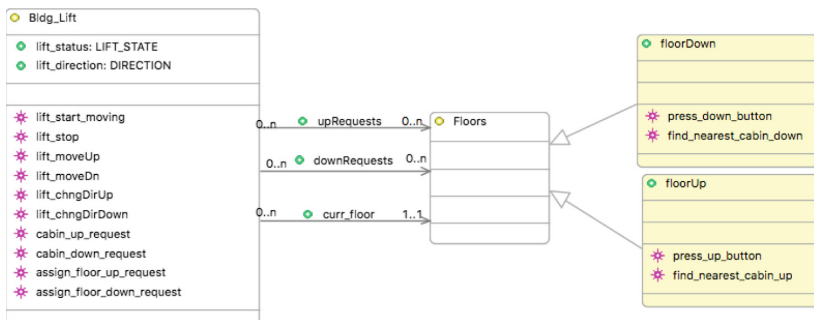 Bldg_Lift
lift_status: LIFT_STATE
lift_direction: DIRECTION
lift_start_moving
lift_stop
lift_moveUp
lift_moveDn
lift_chngDirUp
lift_chngDirDown
cabin_up_request
cabin_down_request
assign_floor_up_request
assign_floor_down_request
0..n upRequests 0..n
0..n downRequests 0..n
0..n curr_floor 1..1
Floors
floorDown
press_down_button
find_nearest_cabin_down
floorUp
press_up_button
find_nearest_cabin_up